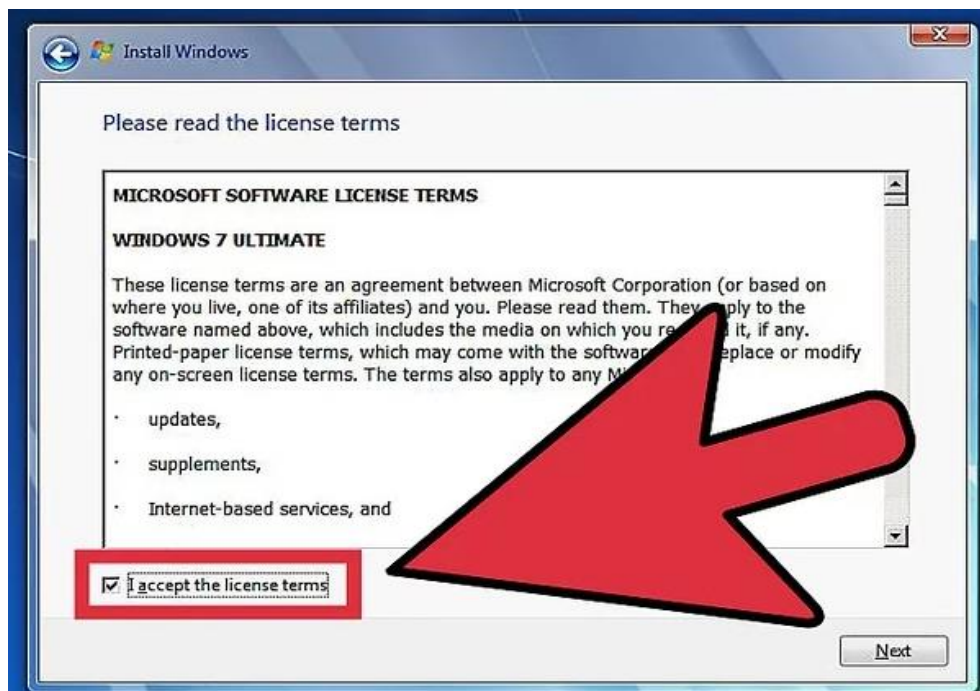 Install Windows
Please read the license terms
MICROSOFT SOFTWARE LICENSE TERMS
WINDOWS 7 ULTIMATE
These license terms are an agreement between Microsoft Corporation (or based on
where you live, one of its affiliates) and you. Please read them. They apply to the
software named above, which includes the media on which you it, if any.
Printed-paper license terms, which may come with the software replace or modify
any on-screen license terms. The terms also apply to any
· updates,
· supplements,
· Internet-based services, and
I accept the license terms
Next